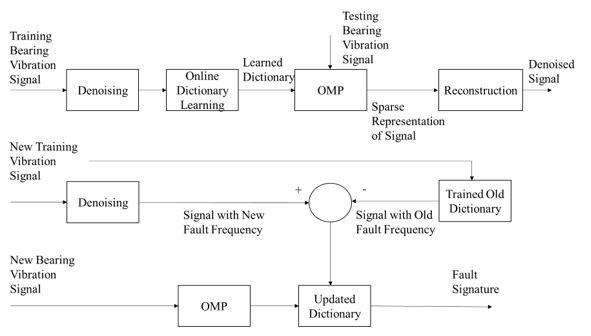 Training
Bearing
Vibration
Signal
Denoising
Online
Dictionary
Learning
Learned
Dictionary
Testing
Bearing
Vibration
Signal
OMP
Sparse
Representation
of Signal
Reconstruction
Denoised
Signal
New Training
Vibration
Signal
Denoising
Signal with New
Fault Frequency
+
-
Signal with Old
Fault Frequency
Trained Old
Dictionary
New Bearing
Vibration
Signal
OMP
Updated
Dictionary
Fault
Signature